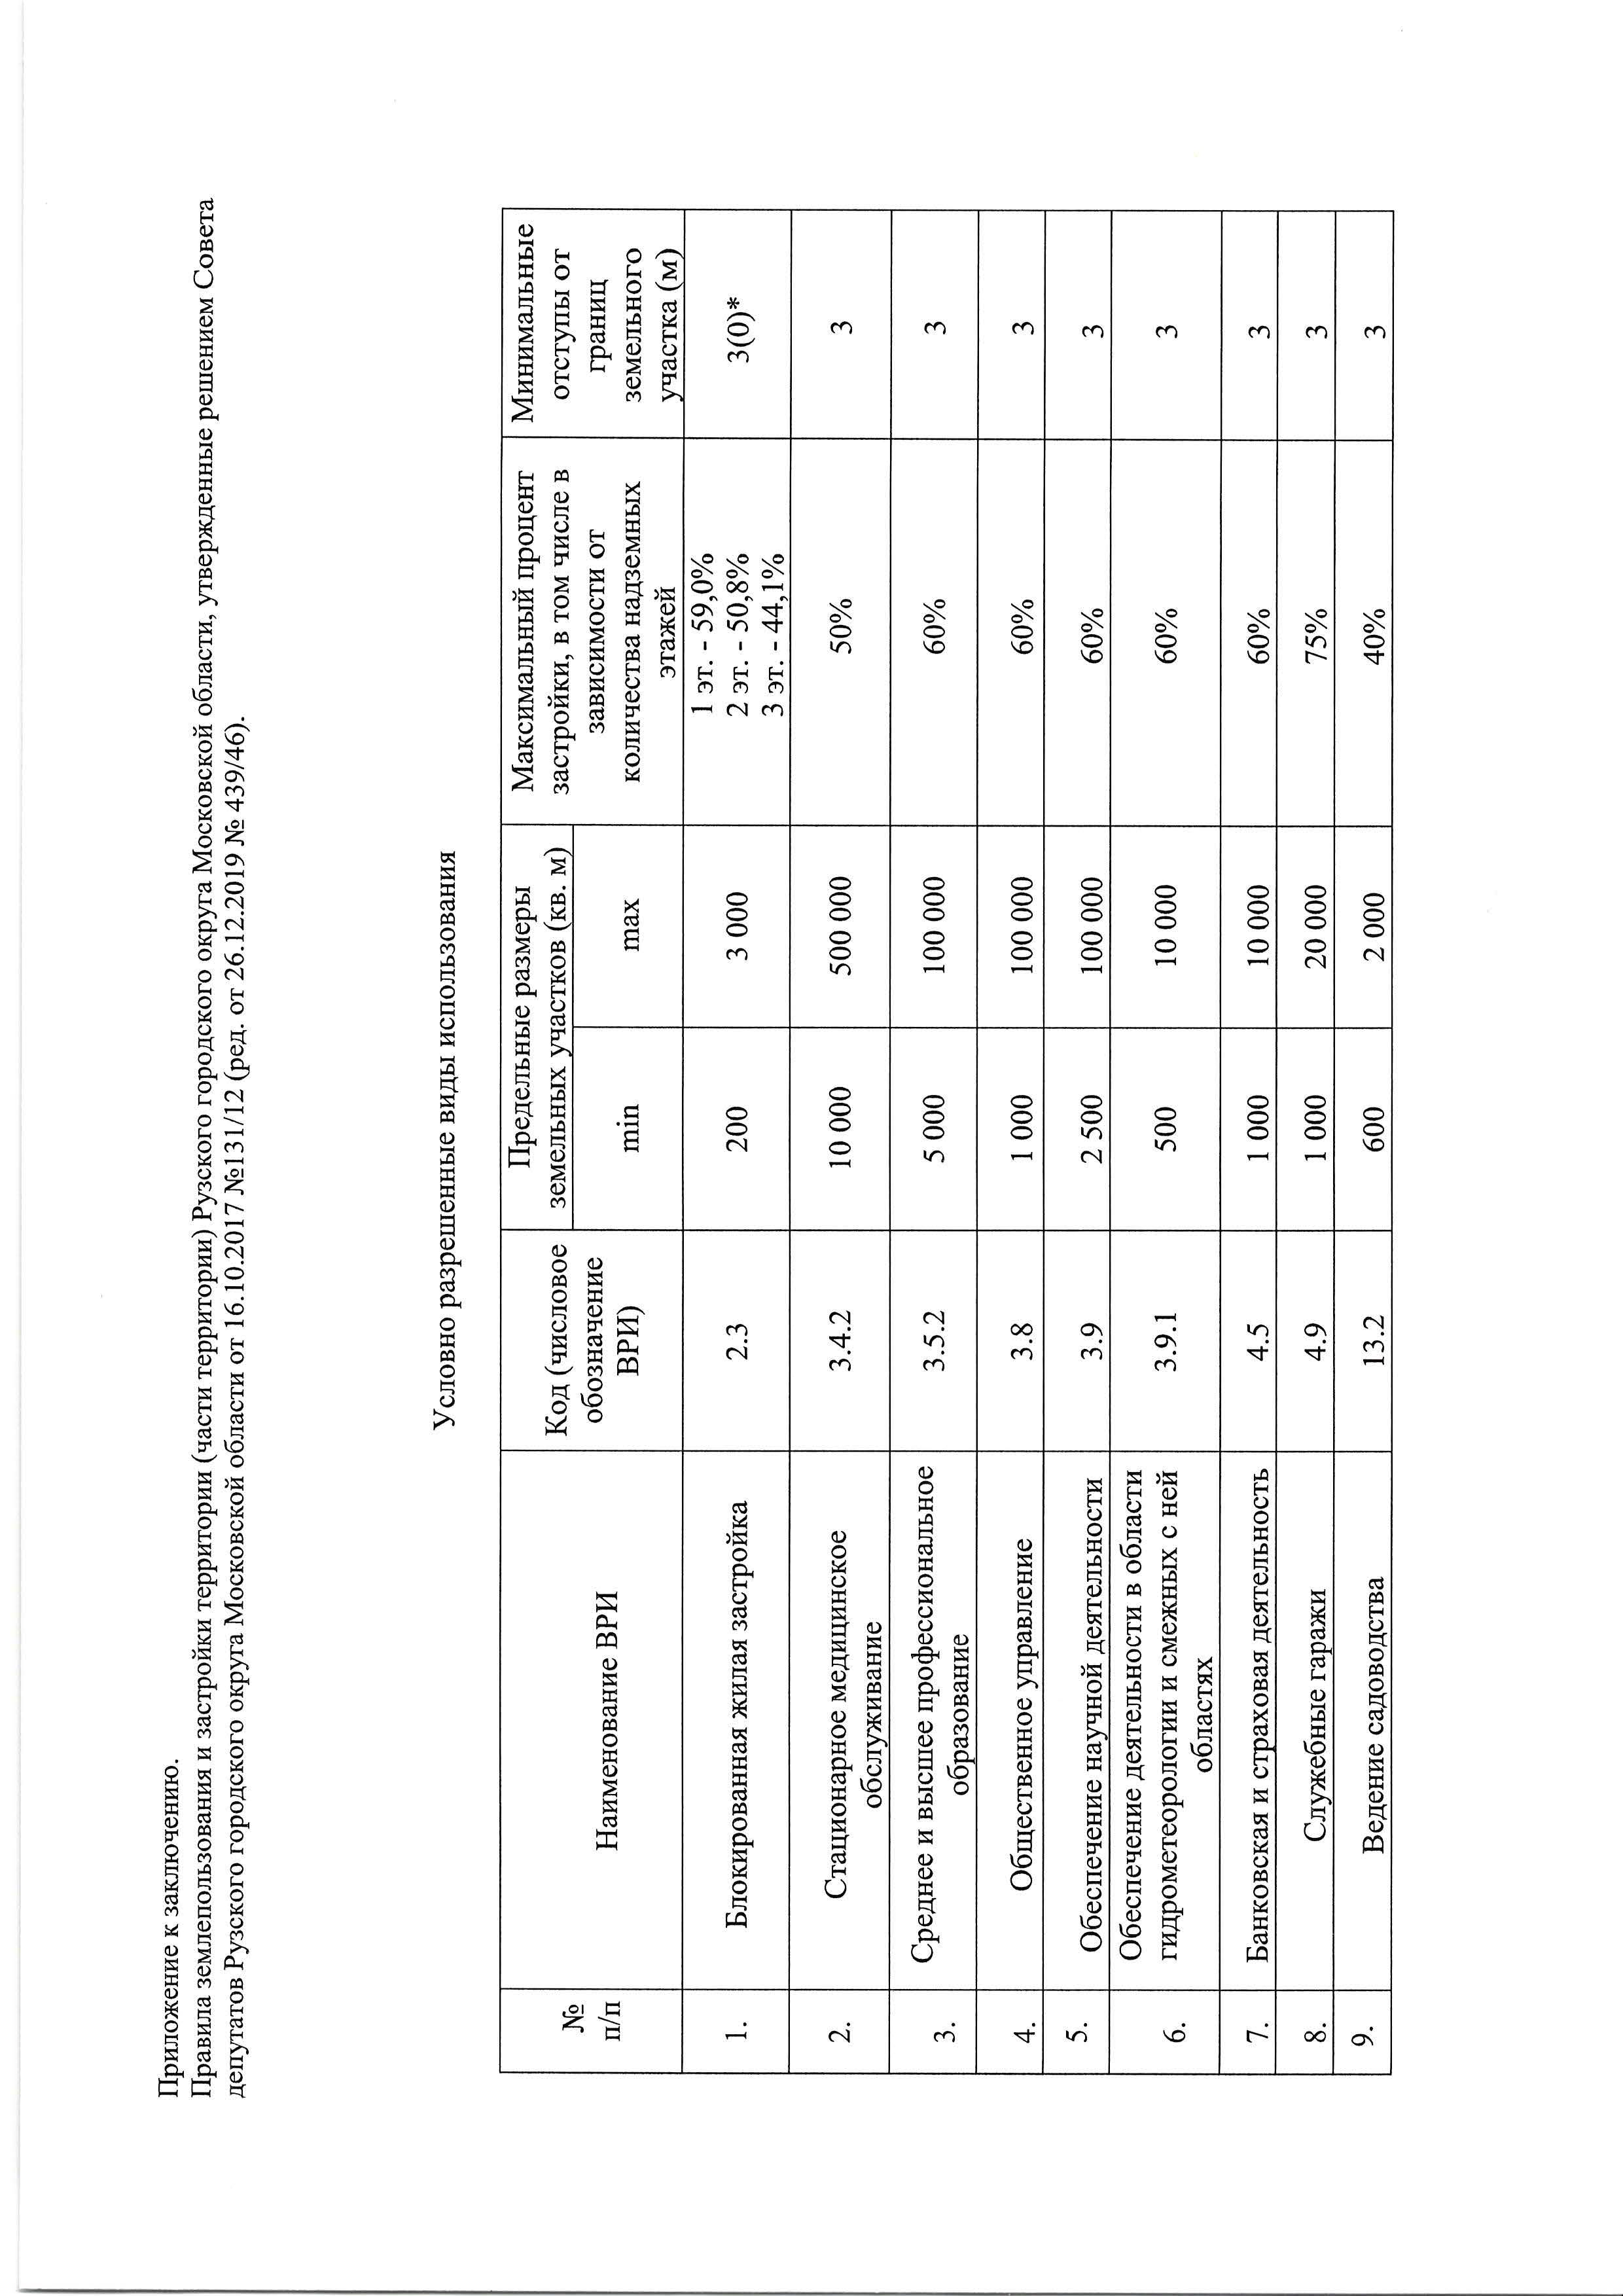 Приложение к заключению.
Правила землепользования и застройки территории (части территории) Рузского городского округа Московской области, утвержденные решением Совета
депутатов Рузского городского округа Московской области от 16.10.2017 №131/12 (ред. от 26.12.2019 № 439/46).
Условно разрешенные виды использования
№
п/п
Наименование ВРИ
Код (числовое
обозначение
ВРИ)
Предельные размеры
земельных участков (кв. м)
min
max
Максимальный процент
застройки, в том числе в
зависимости от
количества надземных
этажей
Минимальные
отступы от
границ
земельного
участка (м)
1.
Блокированная жилая застройка
2.3
200
3 000
1 эт. - 59,0%
2 эт. - 50,8%
3 эт. - 44,1%
3(0)*
2.
Стационарное медицинское
обслуживание
3.4.2
10 000
500 000
50%
3
3.
Среднее и высшее профессиональное
образование
3.5.2
5 000
100 000
60%
3
4.
Общественное управление
3.8
1 000
100 000
60%
3
5.
Обеспечение научной деятельности
3.9
2 500
100 000
60%
3
6.
Обеспечение деятельности в области
гидрометеорологии и смежных с ней
областях
3.9.1
500
10 000
60%
3
7.
Банковская и страховая деятельность
4.5
1 000
10 000
60%
3
8.
Служебные гаражи
4.9
1 000
20 000
75%
3
9.
Ведение садоводства
13.2
600
2 000
40%
3